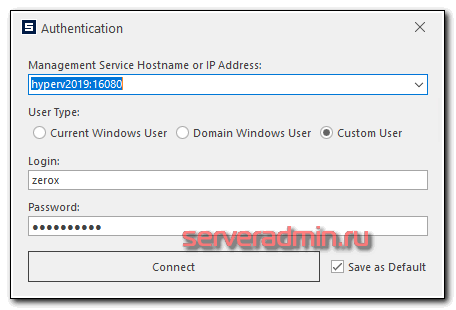 Authentication
Management Service Hostname or IP Address:
hyperv2019:16080
User Type:
Current Windows User Domain Windows User Custom User
Login:
zerox
Password:
●●●●●●●●●●
serveradmin.ru
Connect Save as Default